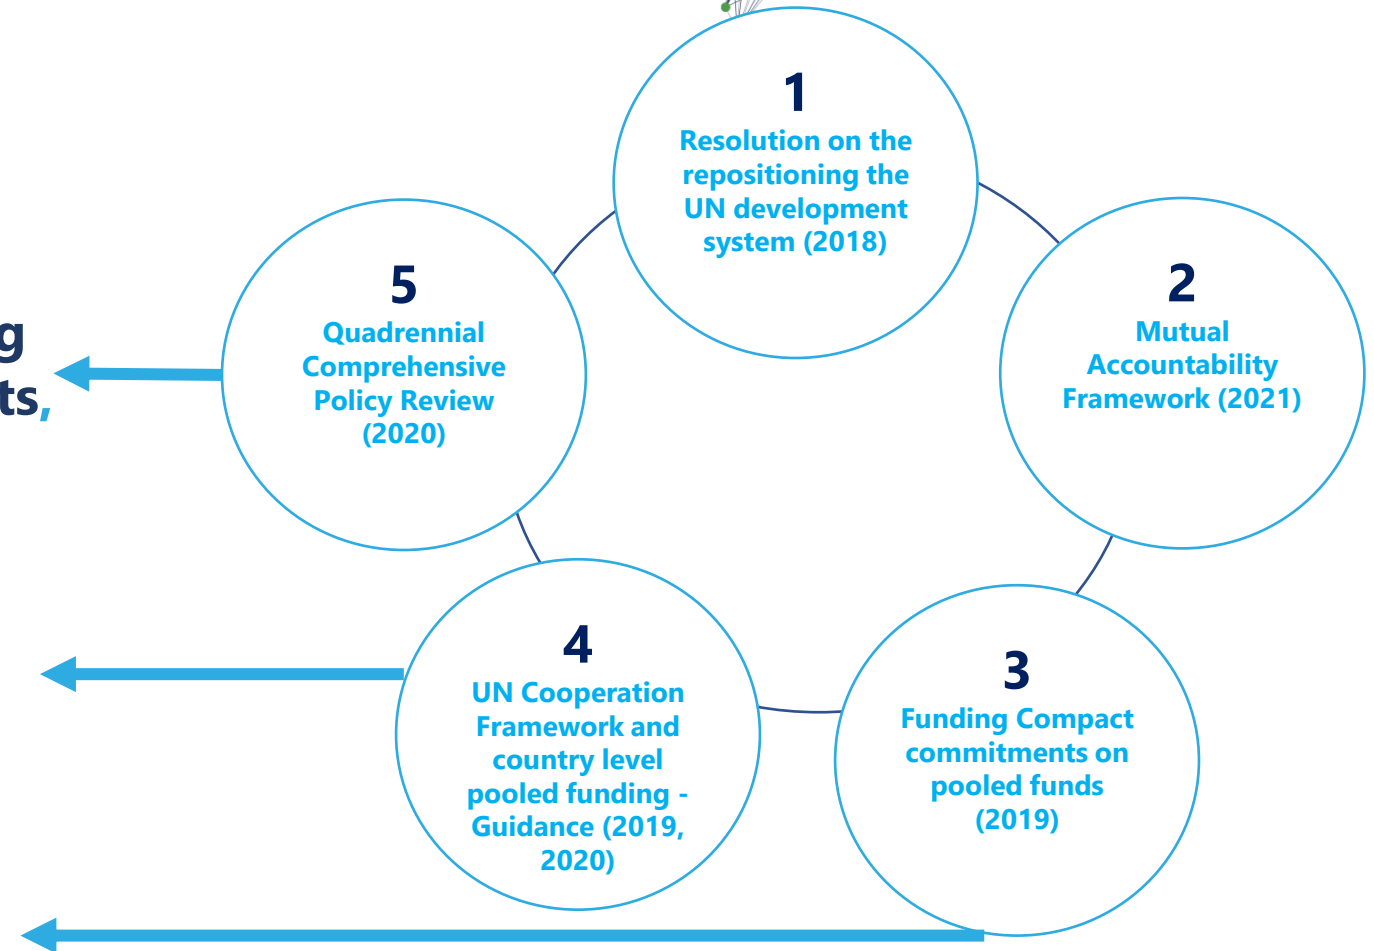 1
Resolution on the
repositioning the
UN development
system (2018)
2
Mutual
Accountability
Framework (2021)
3
Funding Compact
commitments on
pooled funds
(2019)
4
UN Cooperation
Framework and
country level
pooled funding -
Guidance (2019,
2020)
5
Quadrennial
Comprehensive
Policy Review
(2020)
g
ts,